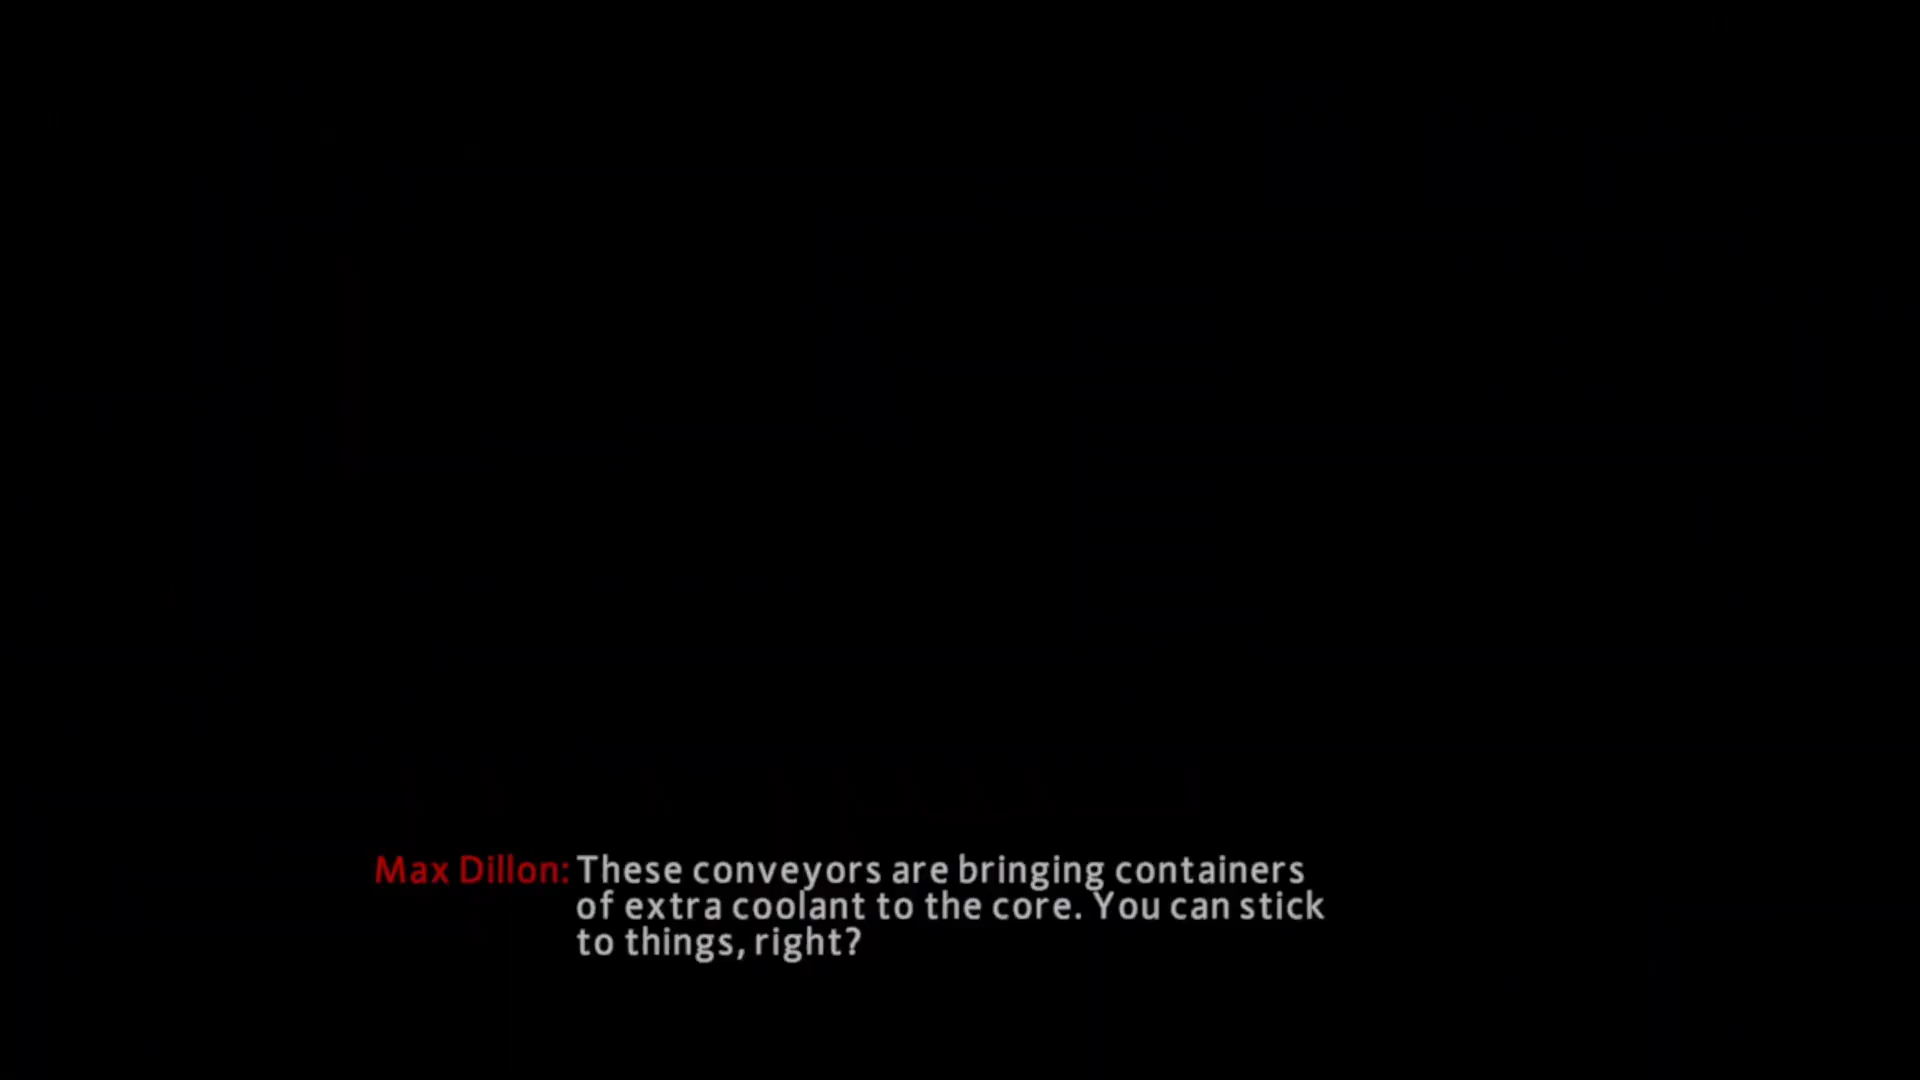 Max Dillon: These conveyors are bringing containers
of extra coolant to the core. You can stick
to things, right?